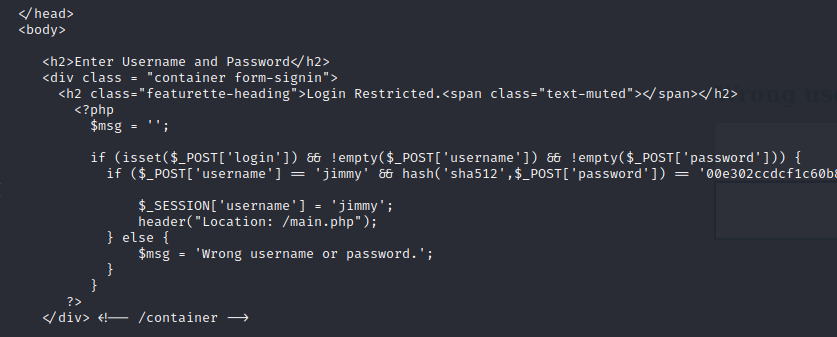 </head>
<body>
<h2>Enter Username and Password</h2>
<div class = "container form-signin">
<h2 class="featurette-heading">Login Restricted.<span class="text-muted"></span></h2>
<?php
$msg = '';
if (isset($_POST['login']) && !empty($_POST['username']) && !empty($_POST['password'])) {
if ($_POST['username'] == 'jimmy' && hash('sha512',$_POST['password']) == '00e302ccdcf1c60b8
$_SESSION['username'] = 'jimmy';
header("Location: /main.php");
} else {
$msg = 'Wrong username or password.';
}
}
?>
</div> <!-- /container -->